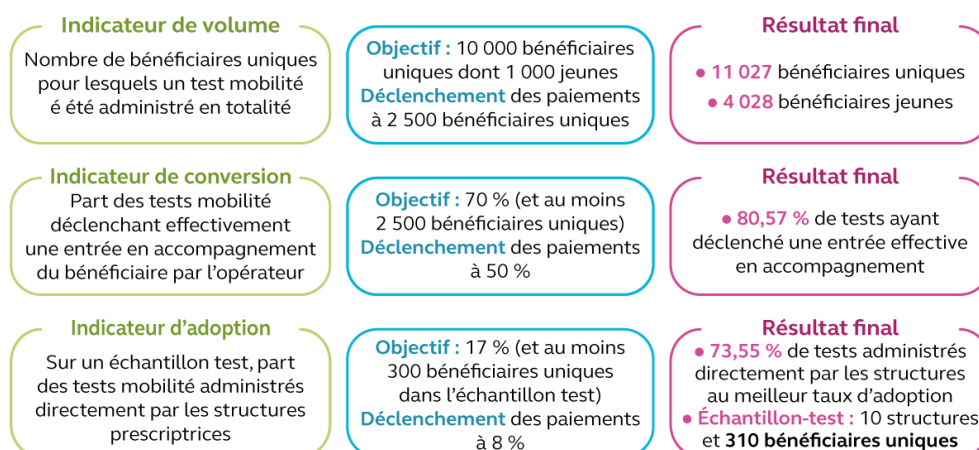 Indicateur de volume
Nombre de bénéficiaires uniques
pour lesquels un test mobilité
é été administré en totalité
Objectif : 10 000 bénéficiaires
uniques dont 1 000 jeunes
Déclenchement des paiements
à 2 500 bénéficiaires uniques
Résultat final
• 11 027 bénéficiaires uniques
• 4 028 bénéficiaires jeunes
Indicateur de conversion
Part des tests mobilité
déclenchant effectivement
une entrée en accompagnement
du bénéficiaire par l'opérateur
Objectif : 70 % (et au moins
2 500 bénéficiaires uniques)
Déclenchement des paiements
à 50 %
Résultat final
• 80,57 % de tests ayant
déclenché une entrée effective
en accompagnement
Indicateur d'adoption
Sur un échantillon test, part
des tests mobilité administrés
directement par les structures
prescriptrices
Objectif : 17 % (et au moins
300 bénéficiaires uniques
dans l'échantillon test)
Déclenchement des paiements
à 8 %
Résultat final
• 73,55 % de tests administrés
directement par les structures
au meilleur taux d'adoption
• Échantillon-test : 10 structures
et 310 bénéficiaires uniques